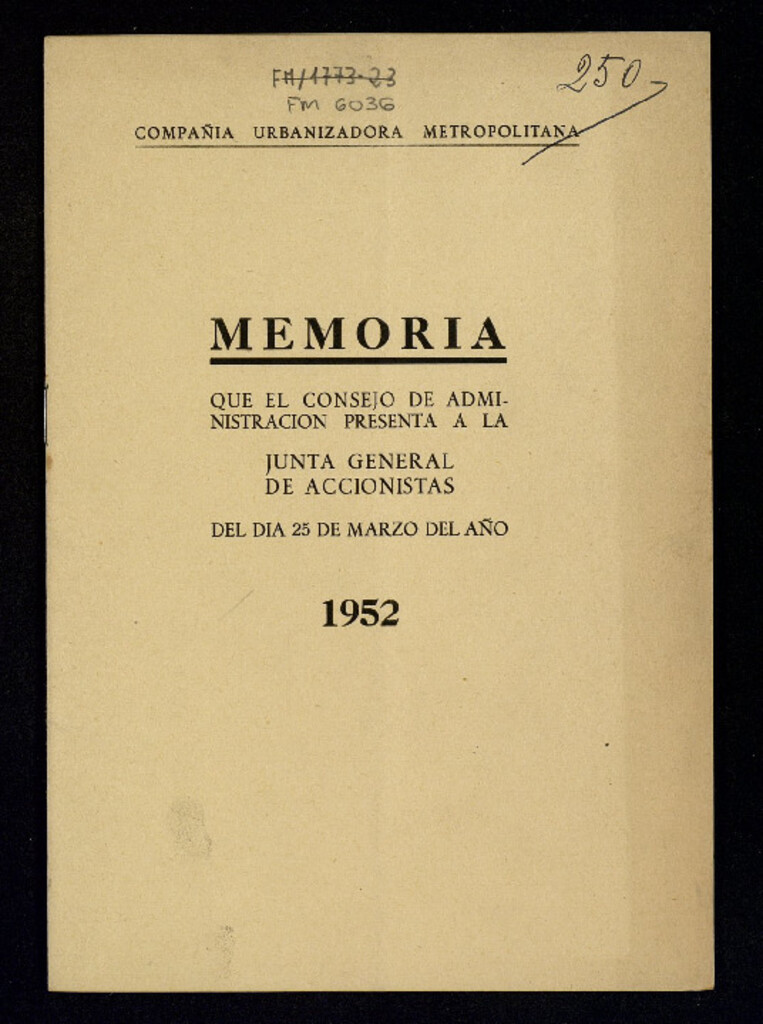 FM/1773-23
FM 6036
250-
COMPAÑIA URBANIZADORA METROPOLITANA
MEMORIA
QUE EL CONSEJO DE ADMI-
NISTRACION PRESENTA A LA
JUNTA GENERAL
DE ACCIONISTAS
DEL DIA 25 DE MARZO DEL AÑO
1952